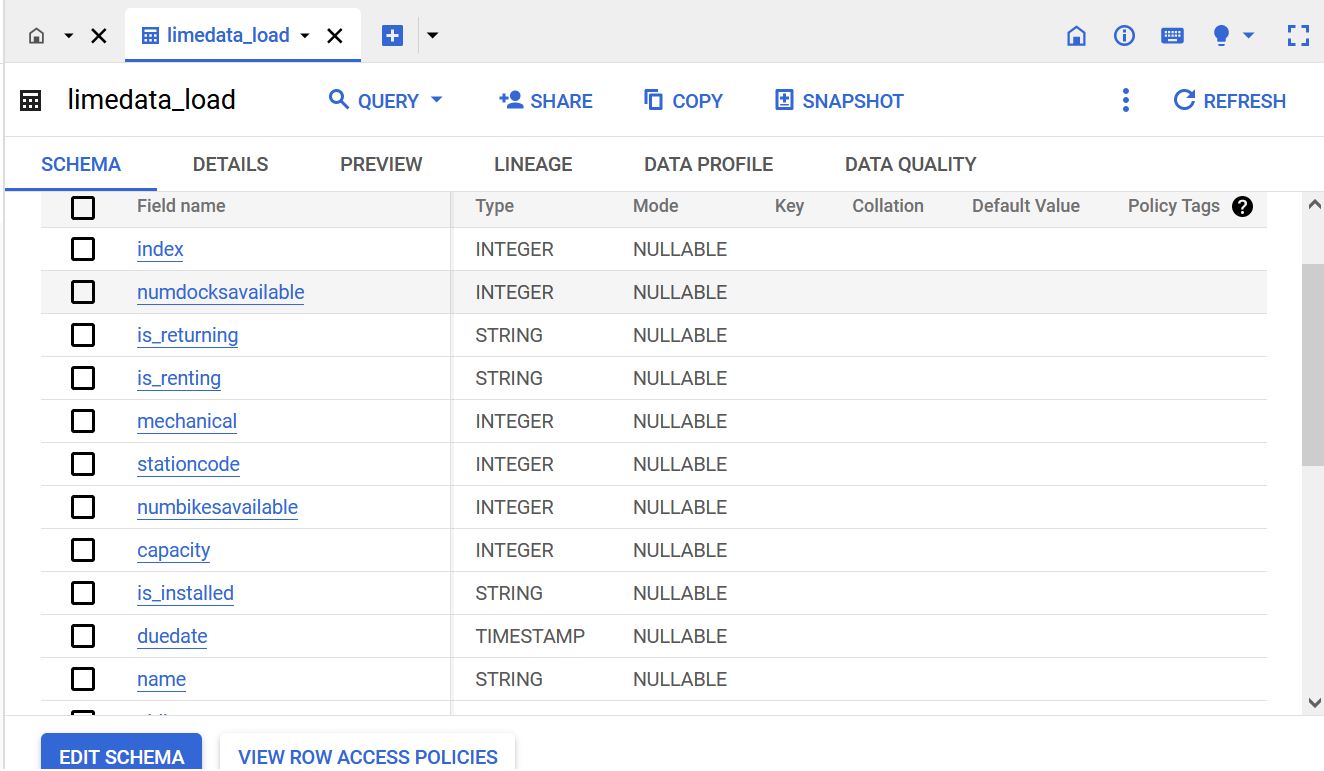 limedata_load
limedata_load QUERY SHARE COPY SNAPSHOT REFRESH
SCHEMA DETAILS PREVIEW LINEAGE DATA PROFILE DATA QUALITY
Field name Type Mode Key Collation Default Value Policy Tags ?
index INTEGER NULLABLE
numdocksavailable INTEGER NULLABLE
is_returning STRING NULLABLE
is_renting STRING NULLABLE
mechanical INTEGER NULLABLE
stationcode INTEGER NULLABLE
numbikesavailable INTEGER NULLABLE
capacity INTEGER NULLABLE
is_installed STRING NULLABLE
duedate TIMESTAMP NULLABLE
name STRING NULLABLE
EDIT SCHEMA VIEW ROW ACCESS POLICIES